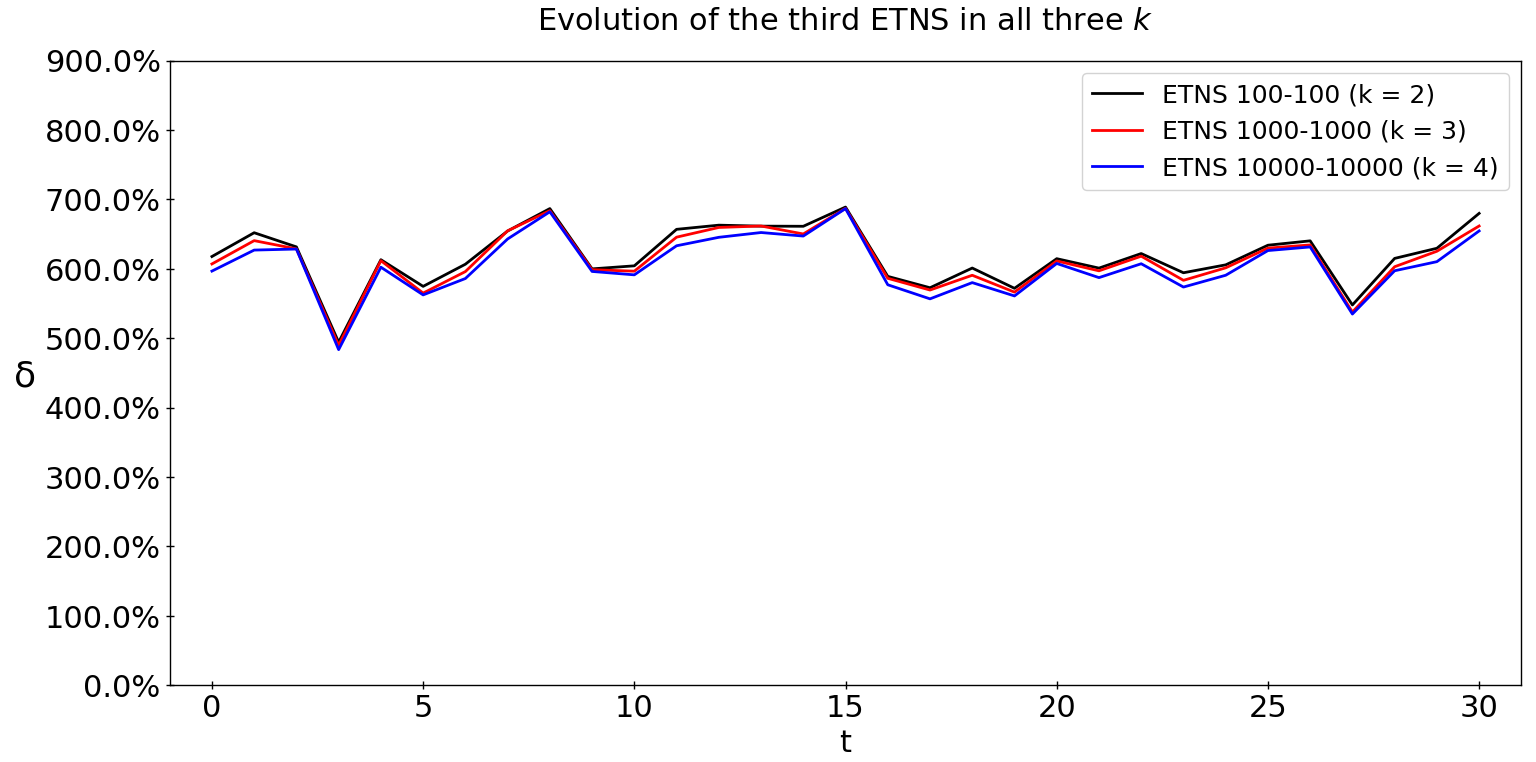 Evolution of the third ETNS in all three k
900.0%
800.0%
700.0%
600.0%
500.0%
400.0%
300.0%
200.0%
100.0%
0.0%
δ
ETNS 100-100 (k = 2)
ETNS 1000-1000 (k = 3)
ETNS 10000-10000 (k = 4)
0 5 10 15 20 25 30
t